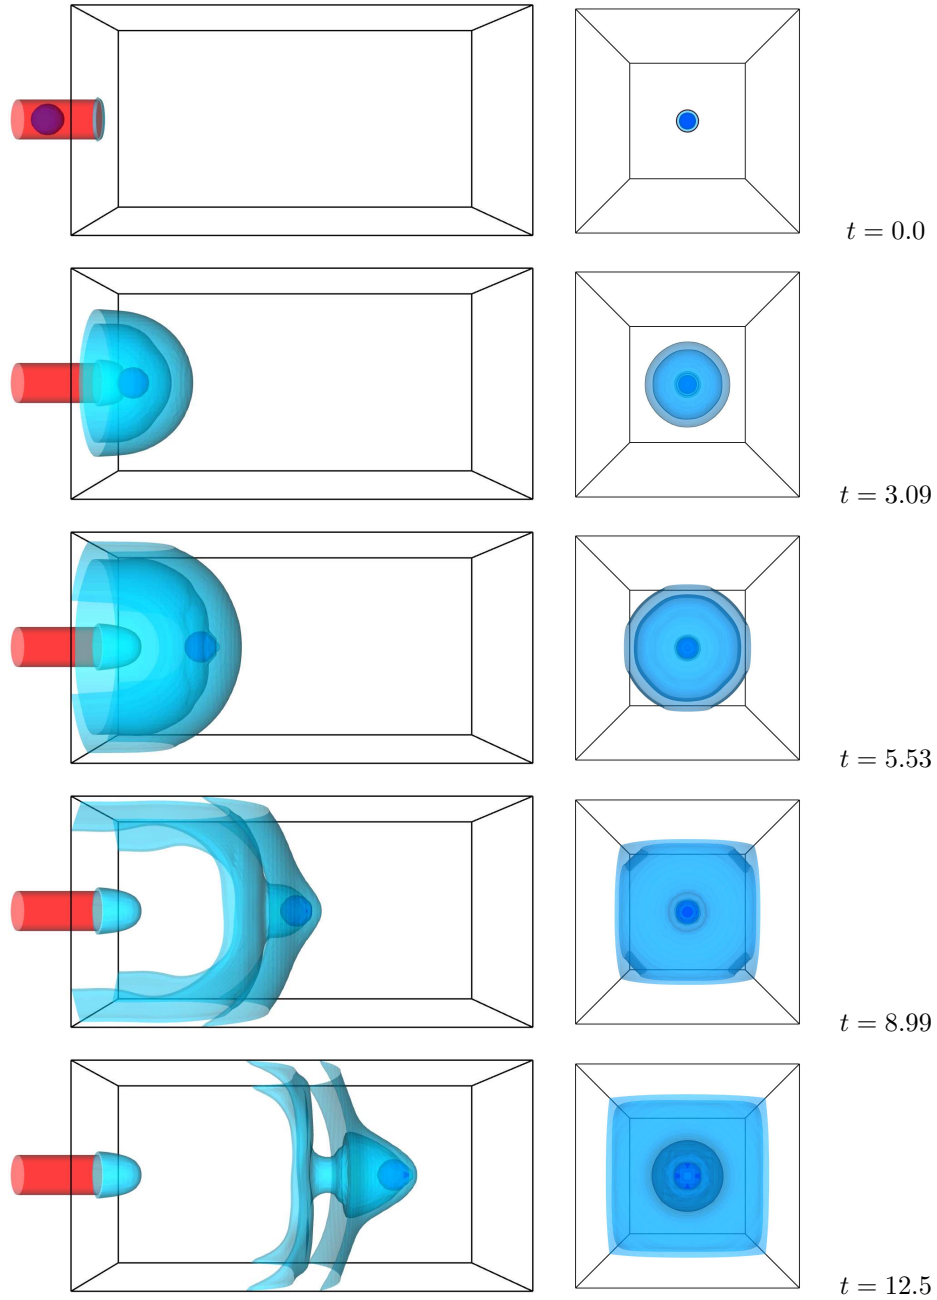 t = 0.0
t = 3.09
t = 5.53
t = 8.99
t = 12.5